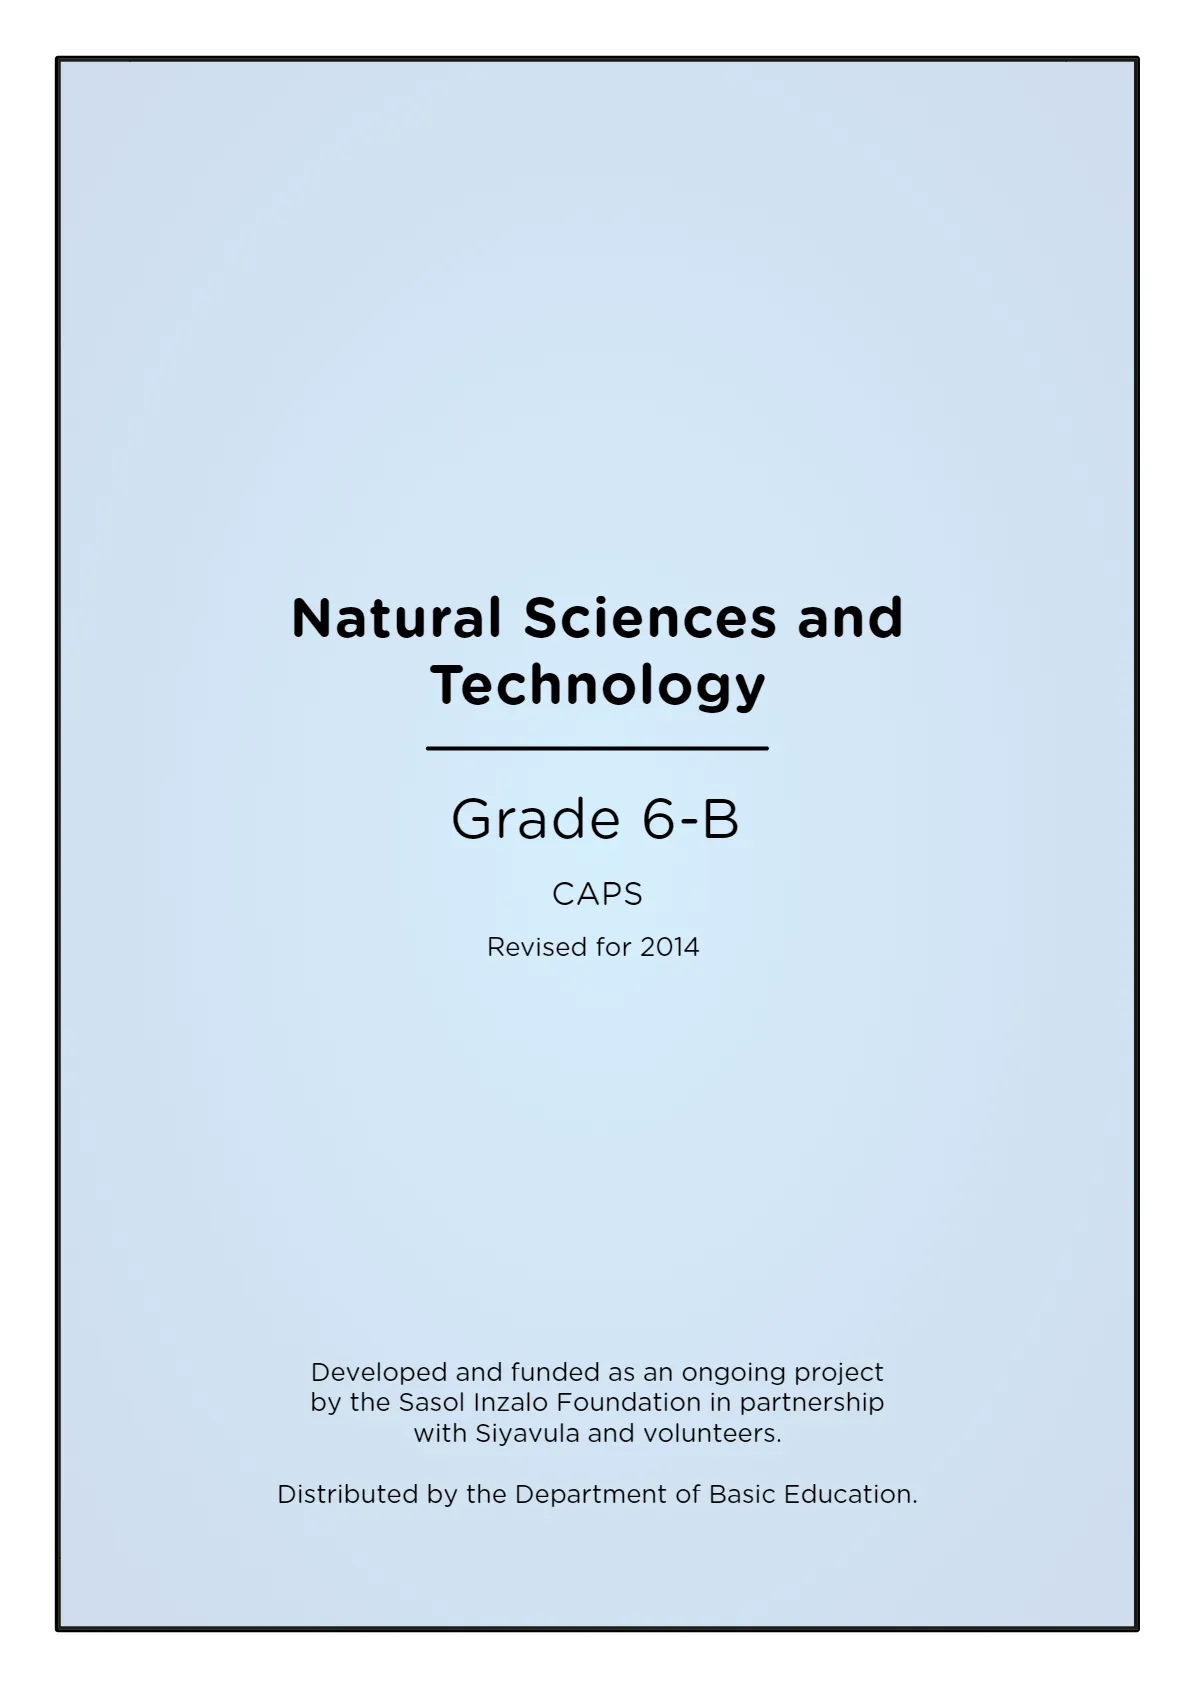 Natural Sciences and
Technology
Grade 6-B
CAPS
Revised for 2014
Developed and funded as an ongoing project
by the Sasol Inzalo Foundation in partnership
with Siyavula and volunteers.
Distributed by the Department of Basic Education.